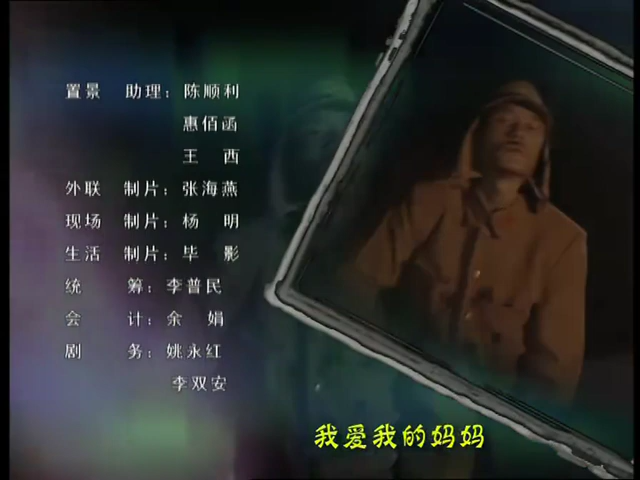 置景 助理：陈顺利
惠佰函
王 西
外联 制片：张海燕
现场 制片：杨 明
生活 制片：毕 影
统 筹：李普民
会 计：余 娟
剧 务：姚永红
李双安
我爱我的妈妈